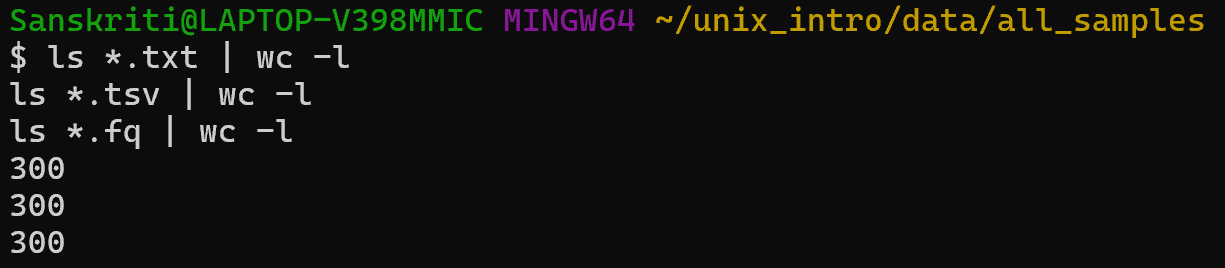 Sanskriti@LAPTOP-V398MMIC MINGW64 ~/unix_intro/data/all_samples
$ ls *.txt | wc -l
ls *.tsv | wc -l
ls *.fq | wc -l
300
300
300